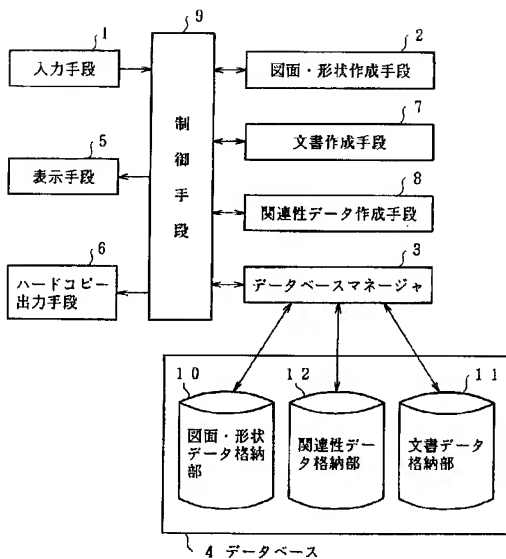 9
1
入力手段
2
図面・形状作成手段
7
文書作成手段
制御手段
5
表示手段
8
関連性データ作成手段
6
ハードコピー
出力手段
3
データベースマネージャ
10
図面・形状
データ格納
部
12
関連性デー
タ格納部
11
文書データ
格納部
4 データベース